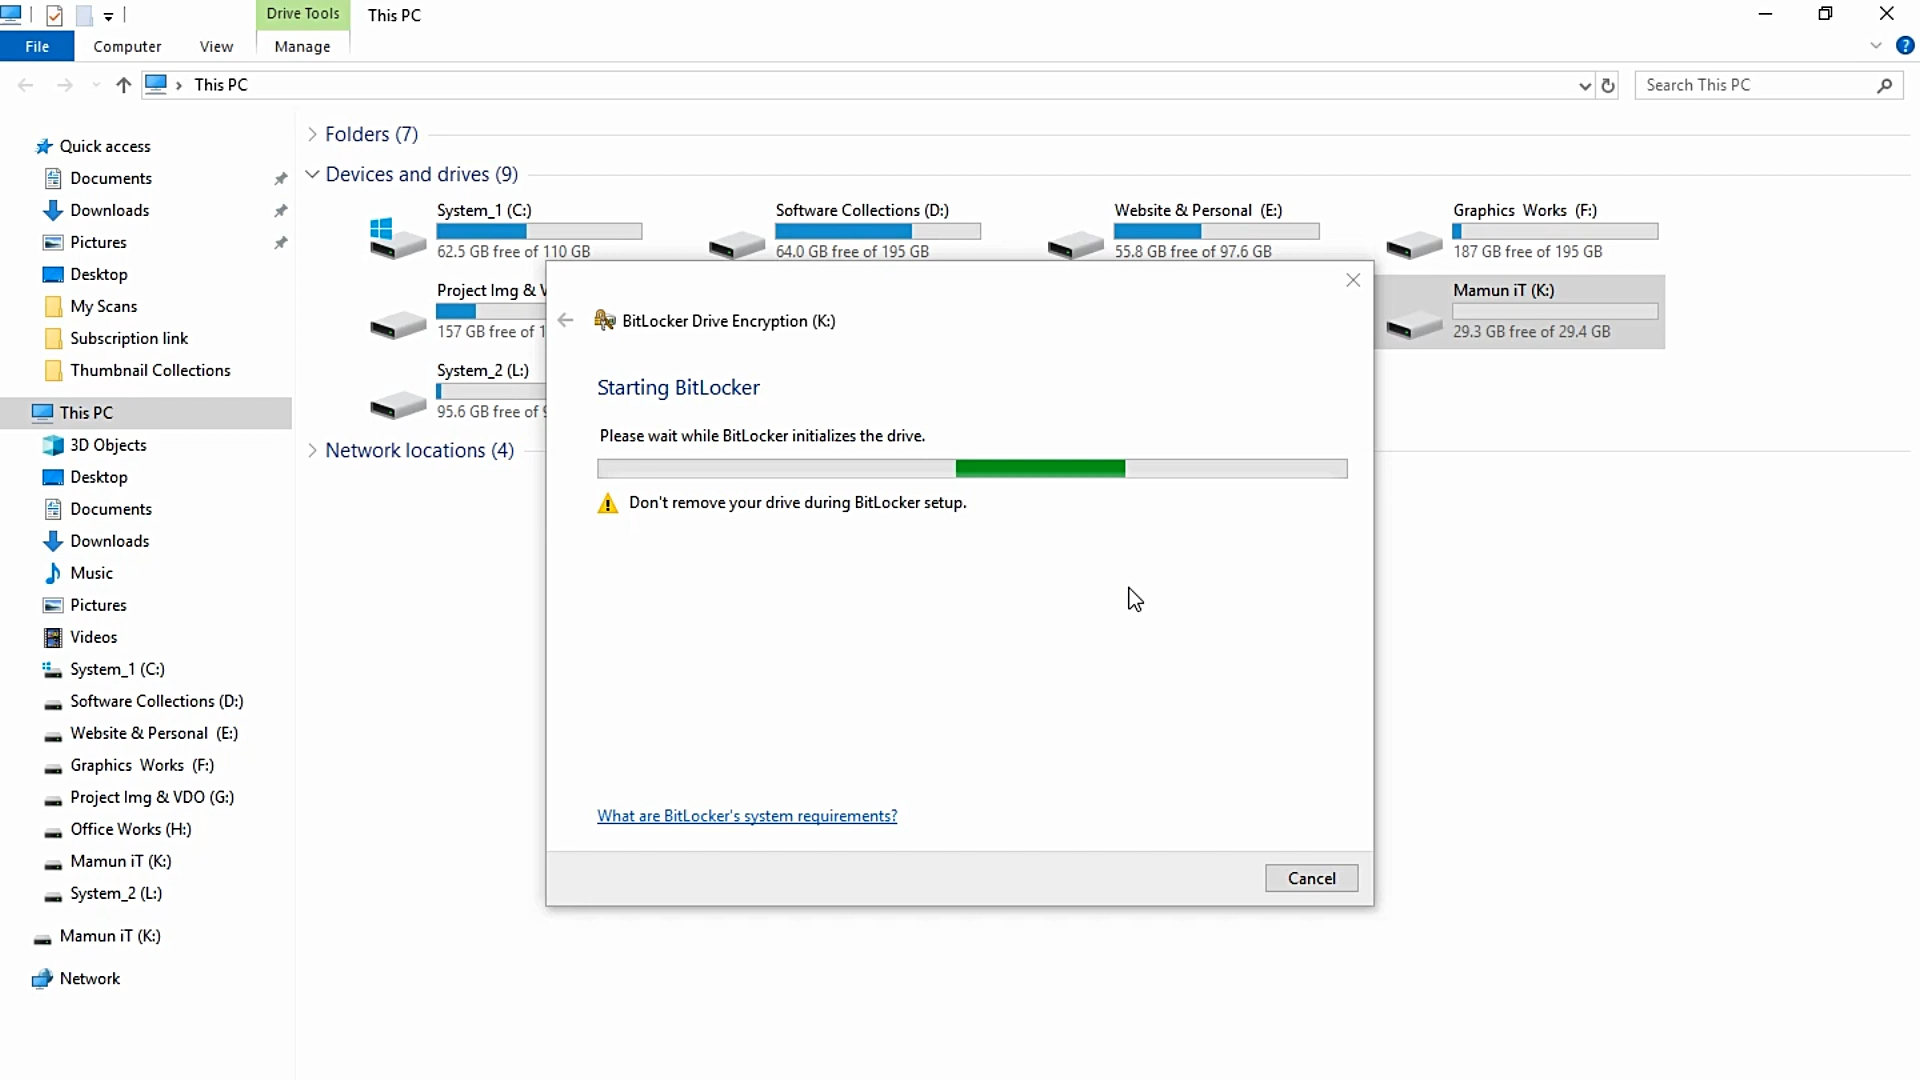 Drive Tools
This PC
File
Computer
View
Manage
This PC
Search This PC
Quick access
Documents
Downloads
Pictures
Desktop
My Scans
Subscription link
Thumbnail Collections
This PC
3D Objects
Desktop
Documents
Downloads
Music
Pictures
Videos
System_1 (C:)
Software Collections (D:)
Website & Personal  (E:)
Graphics  Works  (F:)
Project Img & VDO (G:)
Office Works (H:)
Mamun iT (K:)
System_2 (L:)
Mamun iT (K:)
Network
Folders (7)
Devices and drives (9)
System_1 (C:)
62.5 GB free of 110 GB
Software Collections (D:)
64.0 GB free of 195 GB
Website & Personal  (E:)
55.8 GB free of 97.6 GB
Graphics  Works  (F:)
187 GB free of 195 GB
Project Img &
157 GB free of
Mamun iT (K:)
29.3 GB free of 29.4 GB
System_2 (L:)
95.6 GB free of
Network locations (4)
BitLocker Drive Encryption (K:)
Starting BitLocker
Please wait while BitLocker initializes the drive.
Don't remove your drive during BitLocker setup.
What are BitLocker's system requirements?
Cancel